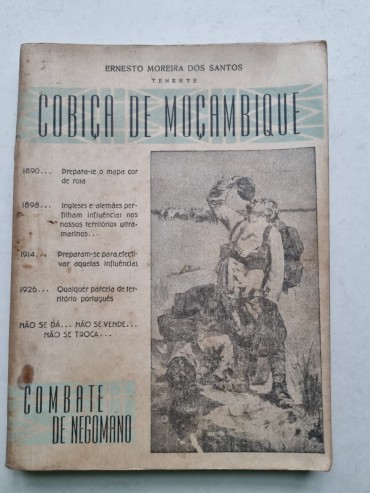 ERNESTO MOREIRA DOS SANTOS
TENENTE
COBIÇA DE MOÇAMBIQUE
1890... Prepara-se o mapa cor
de rosa
1898... Ingleses e alemães per-
filham influências nos
nossos territórios ultra-
marinos...
1914... Preparam-se para efecti-
var aquelas influências
1926... Qualquer parcela de ter-
ritório português
NÃO SE DÁ... NÃO SE VENDE...
NÃO SE TROCA...
COMBATE
DE NEGOMANO